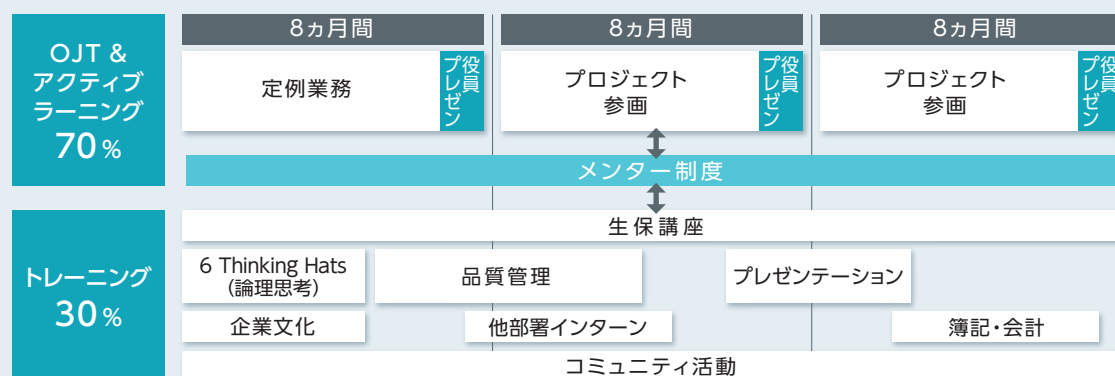 8ヵ月間
8ヵ月間
8ヵ月間
OJT &
アクティブ
ラーニング
70%
定例業務
役員
プレゼン
プロジェクト
参画
役員
プレゼン
プロジェクト
参画
役員
プレゼン
メンター制度
トレーニング
30%
生保講座
6 Thinking Hats
(論理思考)
品質管理
プレゼンテーション
企業文化
他部署インターン
簿記・会計
コミュニティ活動